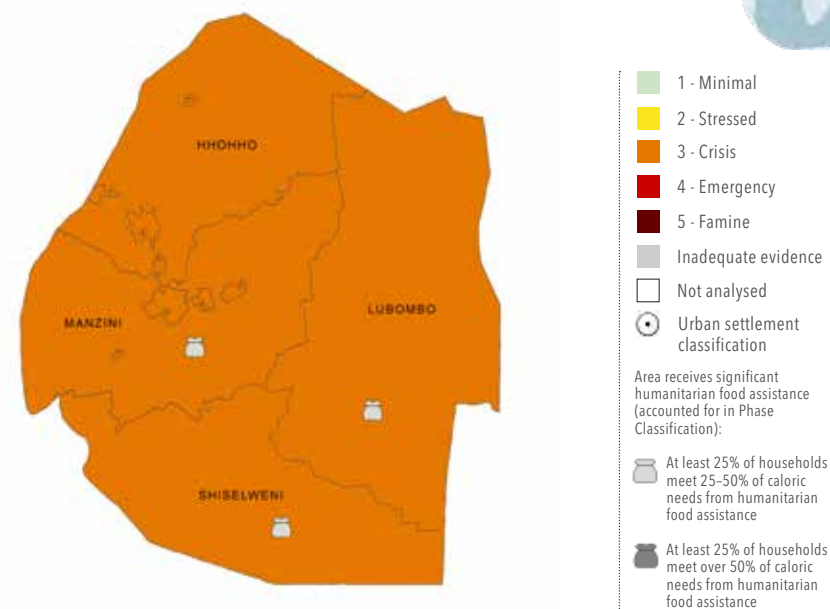 HHOHHO
MANZINI
LUBOMBO
SHISELWENI
1 - Minimal
2 - Stressed
3 - Crisis
4 - Emergency
5 - Famine
Inadequate evidence
Not analysed
Urban settlement
classification
Area receives significant
humanitarian food assistance
(accounted for in Phase
Classification):
At least 25% of households
meet 25–50% of caloric
needs from humanitarian
food assistance
At least 25% of households
meet over 50% of caloric
needs from humanitarian
food assistance